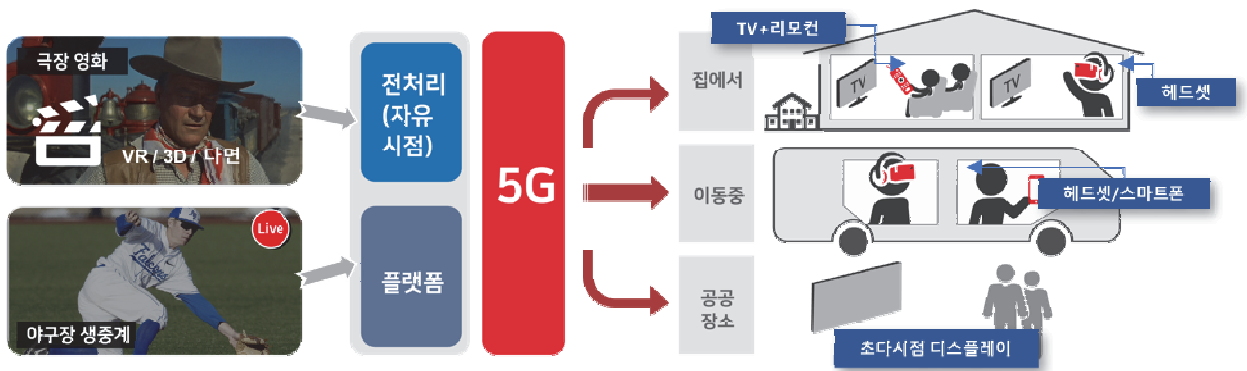 극장 영화
VR / 3D / 다면
Live
야구장 생중계
전처리
(자유
시점)
플랫폼
5G
집에서
이동중
공공
장소
TV+리모컨
TV
TV
헤드셋
헤드셋/스마트폰
초다시점 디스플레이